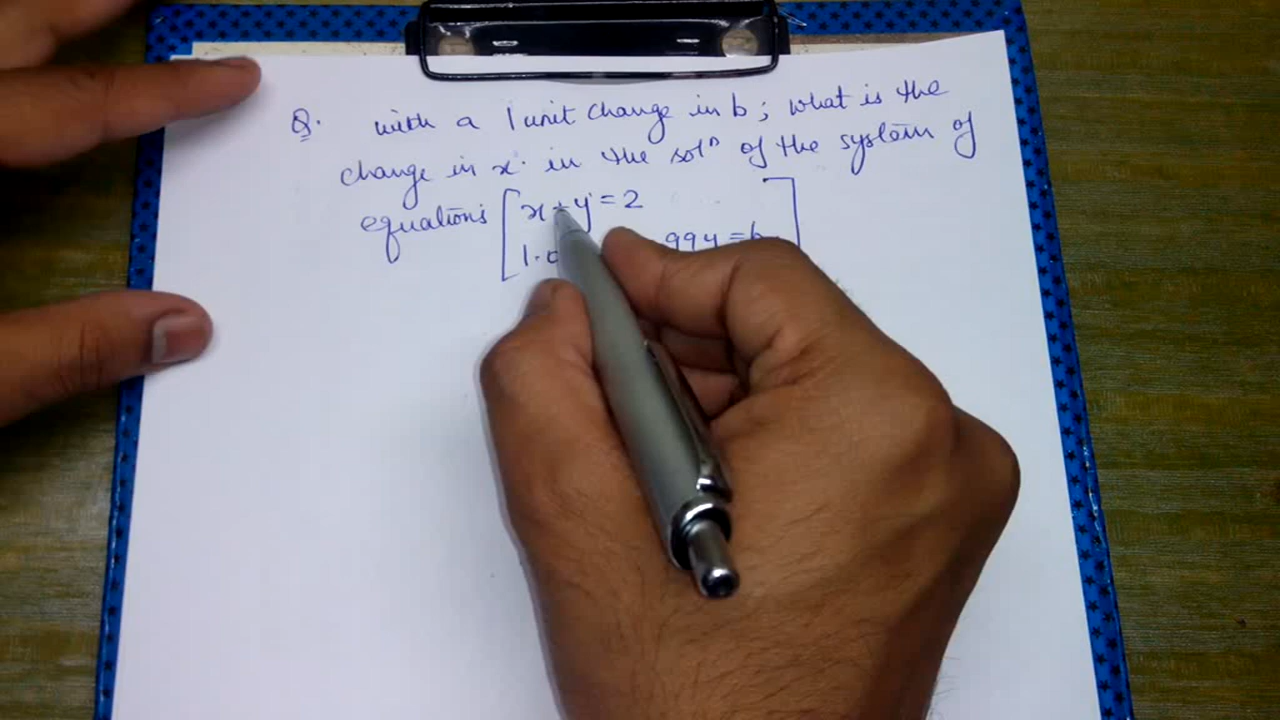 Q. with a 1 unit change in b; what is the
change in x in the solⁿ of the system of
equations [ x + y = 2
1. 99y = b ]